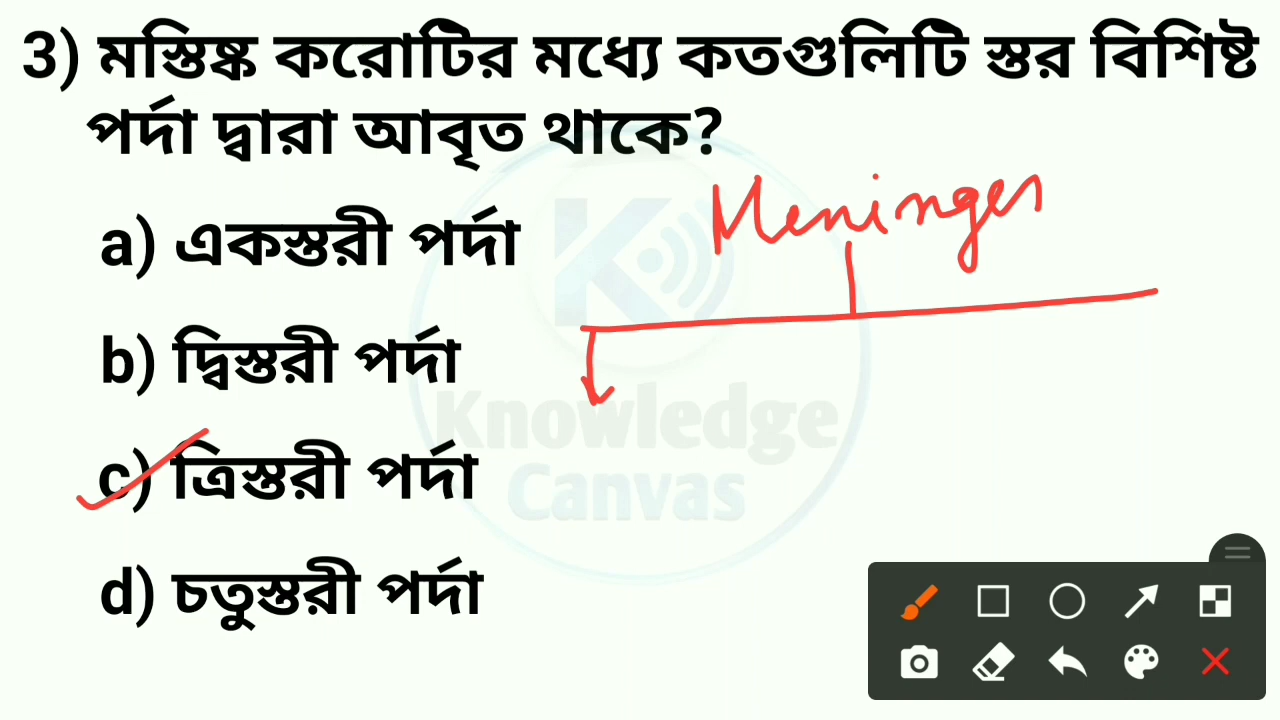 3) মস্তিষ্ক করোটির মধ্যে কতগুলিটি স্তর বিশিষ্ট
পর্দা দ্বারা আবৃত থাকে?
Meninges
a) একস্তরী পর্দা
b) দ্বিস্তরী পর্দা
Knowledge
Canvas
c) ত্রিস্তরী পর্দা
d) চতুস্তরী পর্দা